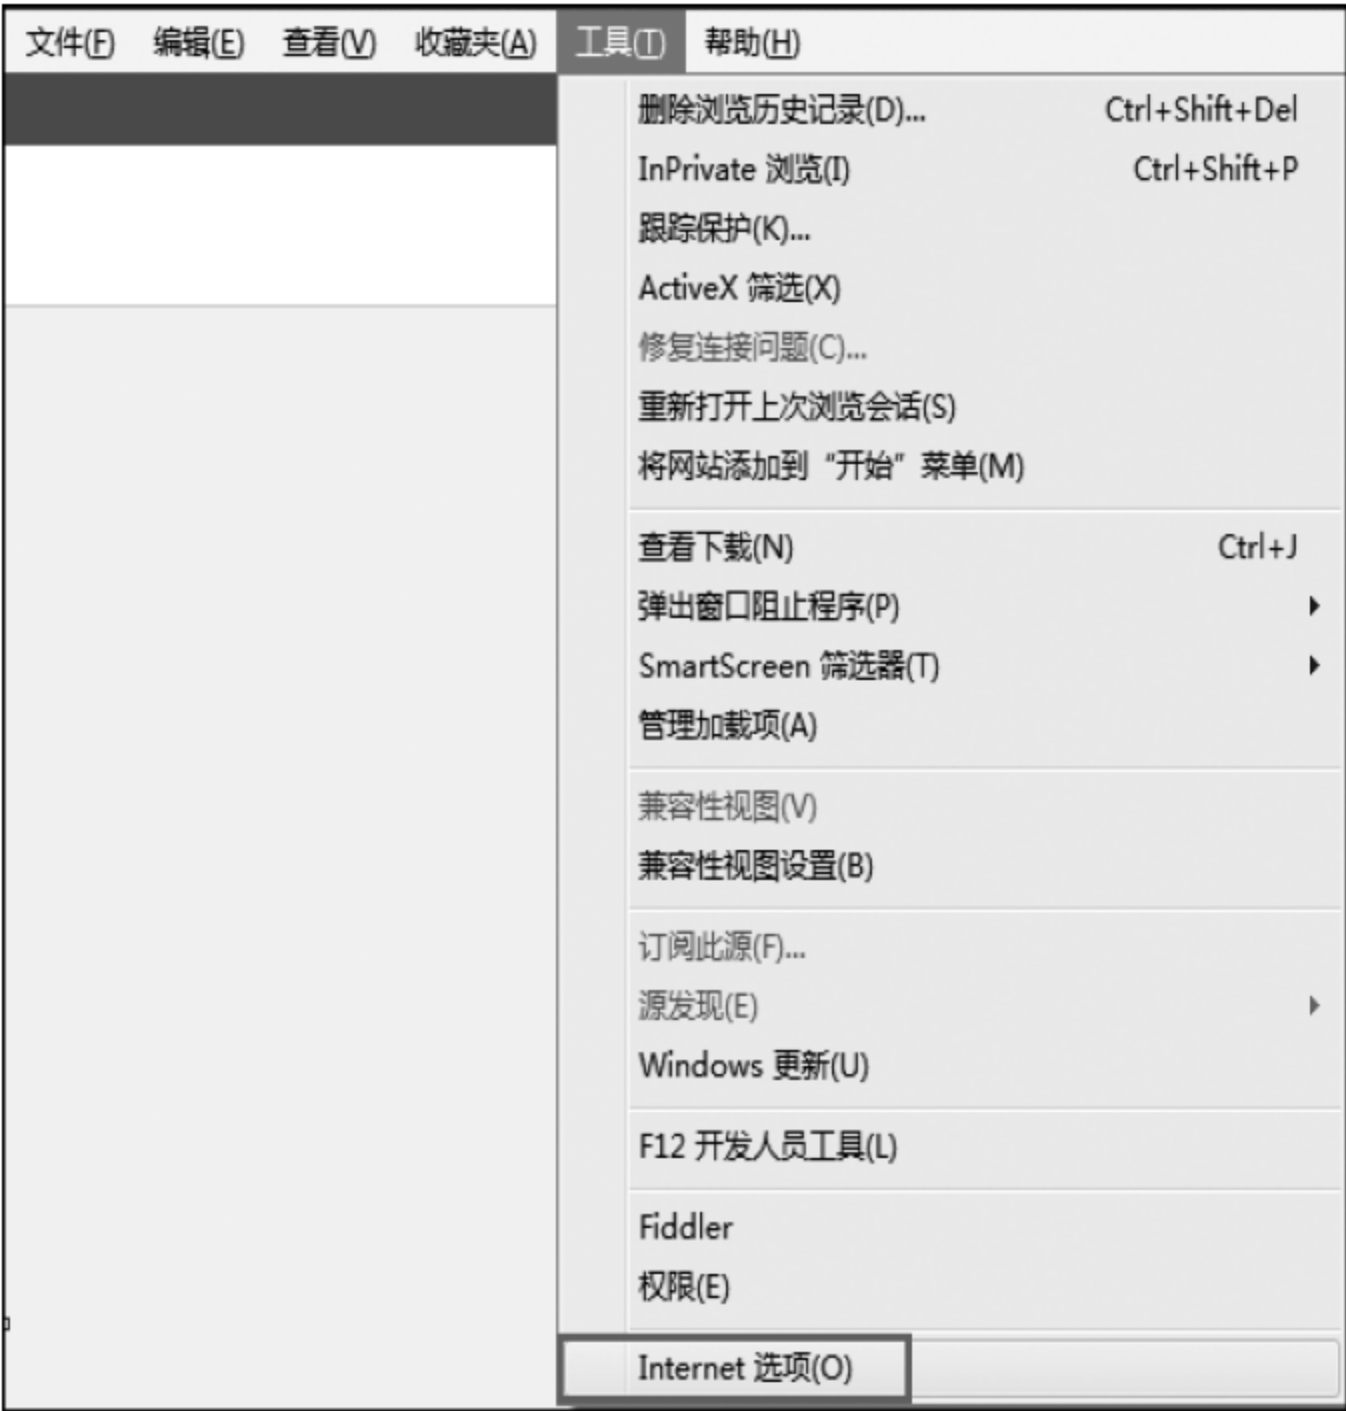 文件(F) 编辑(E) 查看(V) 收藏夹(A) 工具(T) 帮助(H)
删除浏览历史记录(D)... Ctrl+Shift+Del
InPrivate 浏览(I) Ctrl+Shift+P
跟踪保护(K)...
ActiveX 筛选(X)
修复连接问题(C)...
重新打开上次浏览会话(S)
将网站添加到“开始”菜单(M)
查看下载(N) Ctrl+J
弹出窗口阻止程序(P)
SmartScreen 筛选器(T)
管理加载项(A)
兼容性视图(V)
兼容性视图设置(B)
订阅此源(F)...
源发现(E)
Windows 更新(U)
F12 开发人员工具(L)
Fiddler
权限(E)
Internet 选项(O)